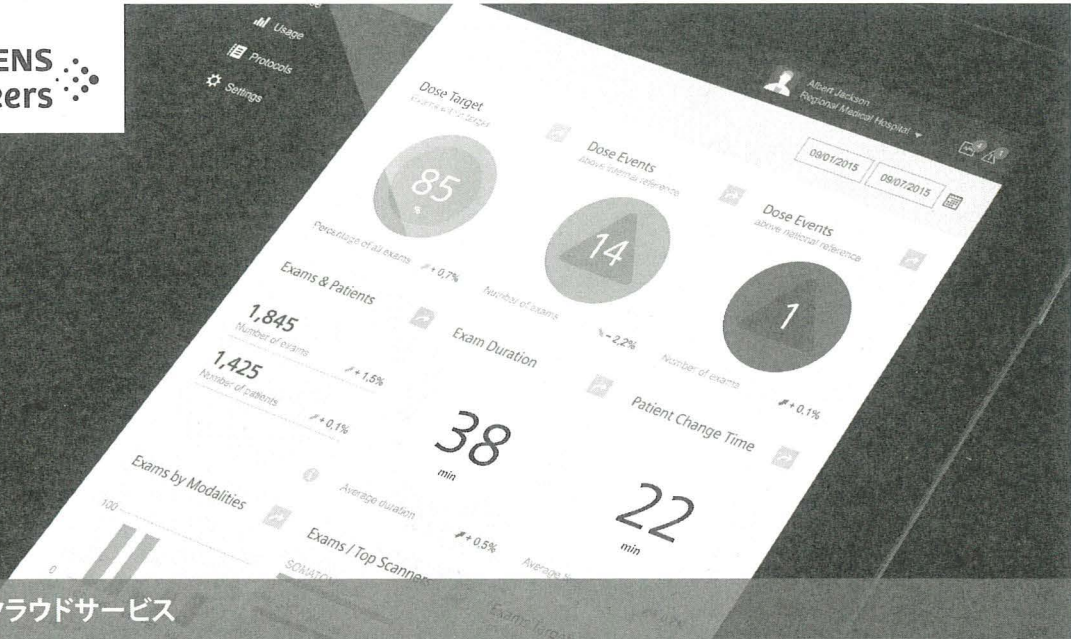 ENS
eers
Usage
Protocols
Settings
Albert Jackson
Regional Medical Hospital
09/01/2015
09/07/2015
Dose Target
85
%
Percentage of all exams
+ 0,7%
Dose Events
above internal reference
14
Number of exams
- 2,2%
Dose Events
above national reference
1
Number of exams
+ 0.1%
Exams & Patients
1,845
Number of exams
+ 1,5%
1,425
Number of patients
+ 0,1%
Exam Duration
38
min
Average duration
+ 0.5%
Patient Change Time
22
min
Exams by Modalities
100
0
Exams / Top Scanners
クラウドサービス